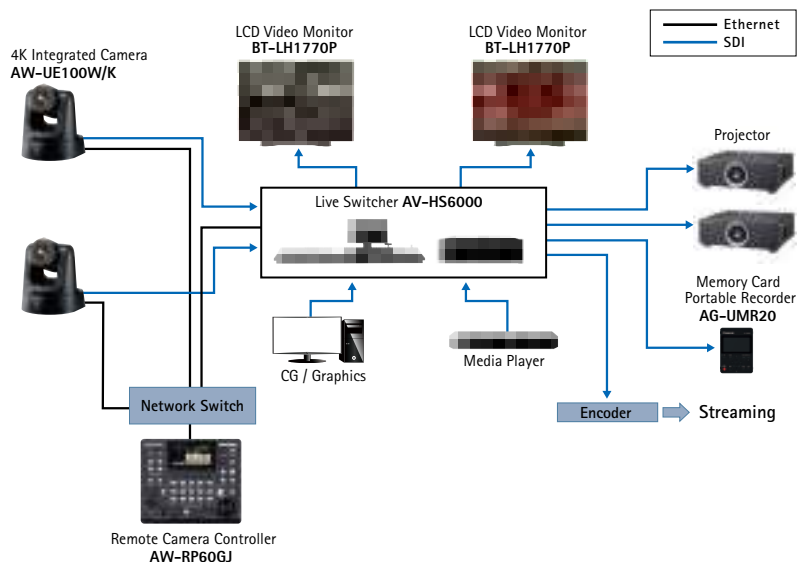 4K Integrated Camera
AW-UE100W/K
LCD Video Monitor
BT-LH1770P
LCD Video Monitor
BT-LH1770P
Ethernet
SDI
Projector
Live Switcher AV-HS6000
Memory Card
Portable Recorder
AG-UMR20
CG / Graphics
Media Player
Network Switch
Encoder
Streaming
Remote Camera Controller
AW-RP60GJ